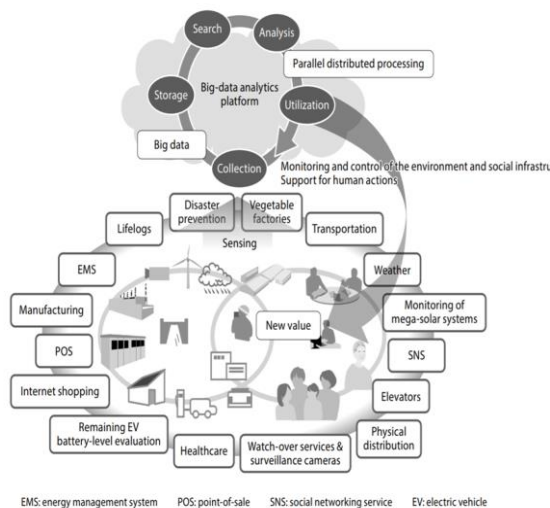 Search
Analysis
Parallel distributed processing
Storage
Big-data analytics
platform
Utilization
Big data
Collection
Monitoring and control of the environment and social infrastru
Support for human actions
Disaster
prevention
Vegetable
factories
Lifelogs
Transportation
Sensing
EMS
Weather
Manufacturing
Monitoring of
mega-solar systems
New value
POS
SNS
Internet shopping
Elevators
Remaining EV
battery-level evaluation
Healthcare
Watch-over services &
surveillance cameras
Physical
distribution
EMS: energy management system POS: point-of-sale SNS: social networking service EV: electric vehicle